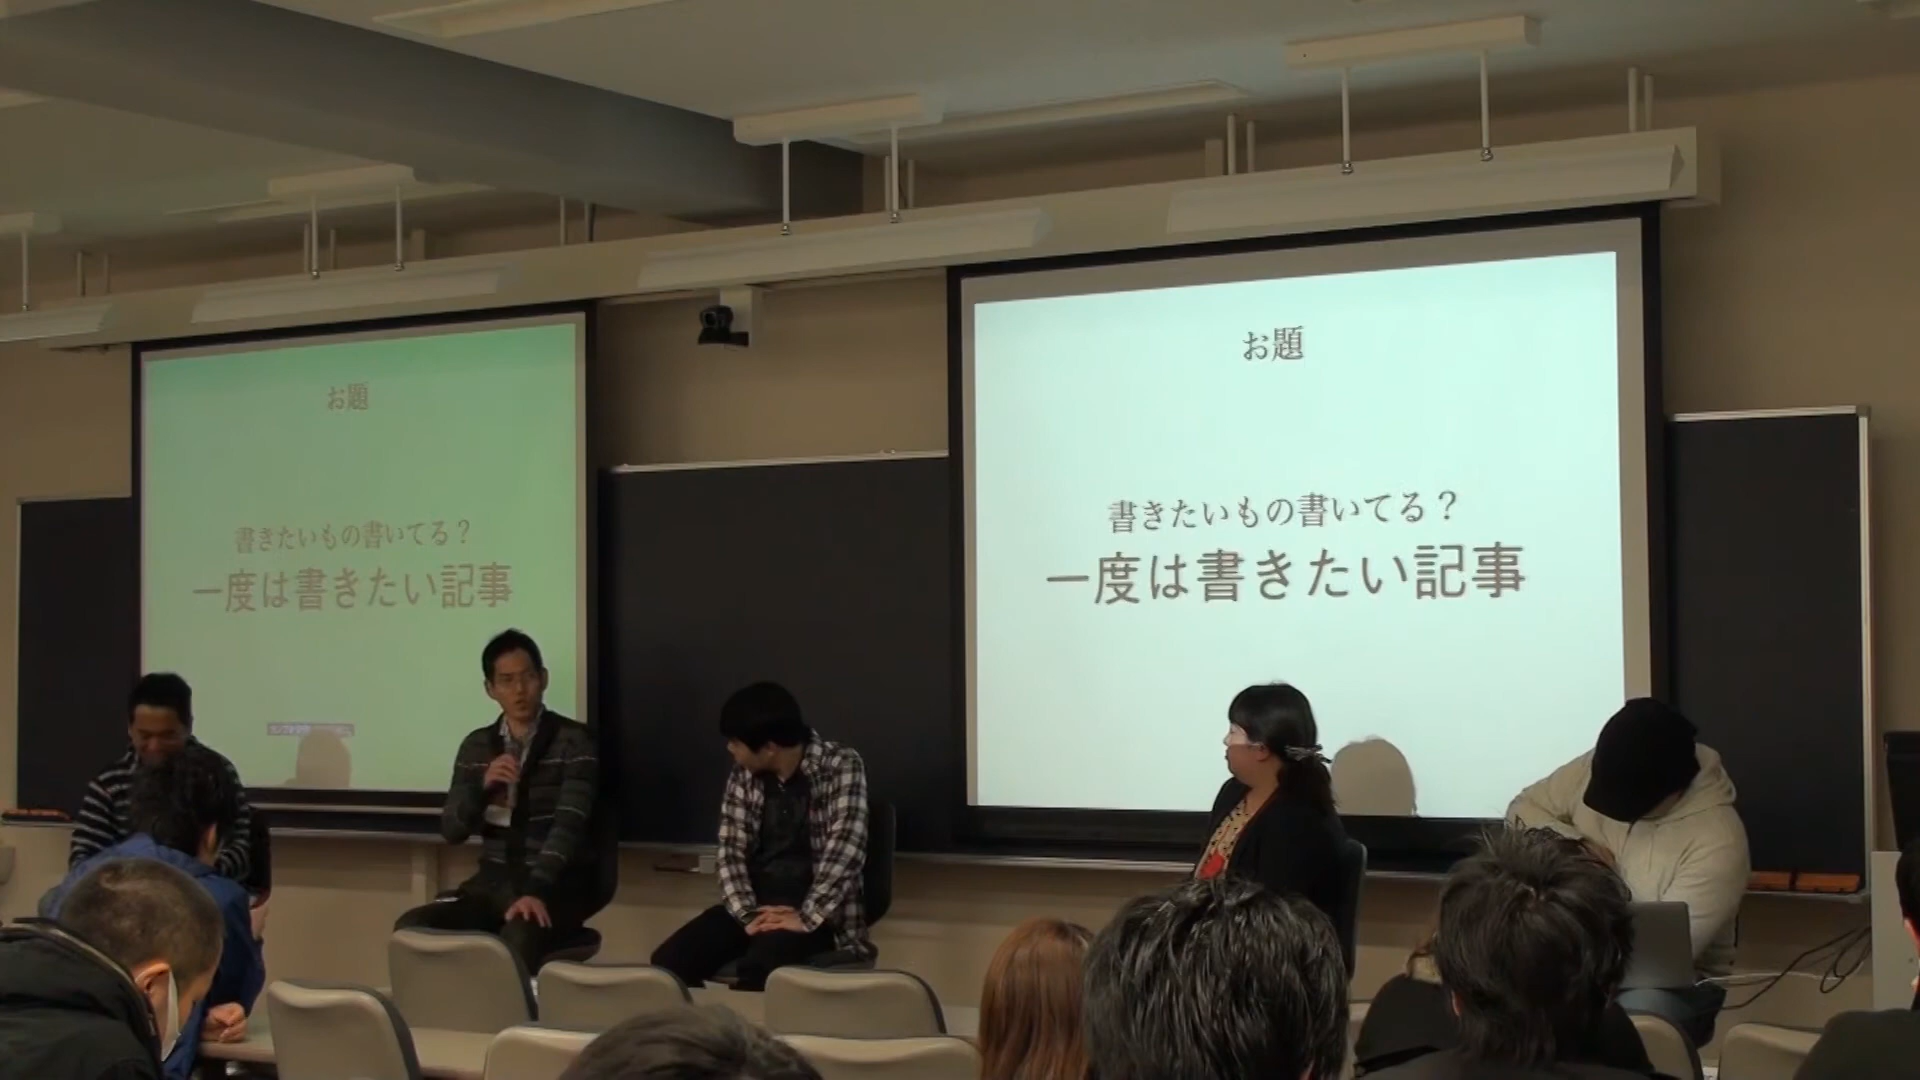 お題
書きたいもの書いてる？
一度は書きたい記事
お題
書きたいもの書いてる？
一度は書きたい記事